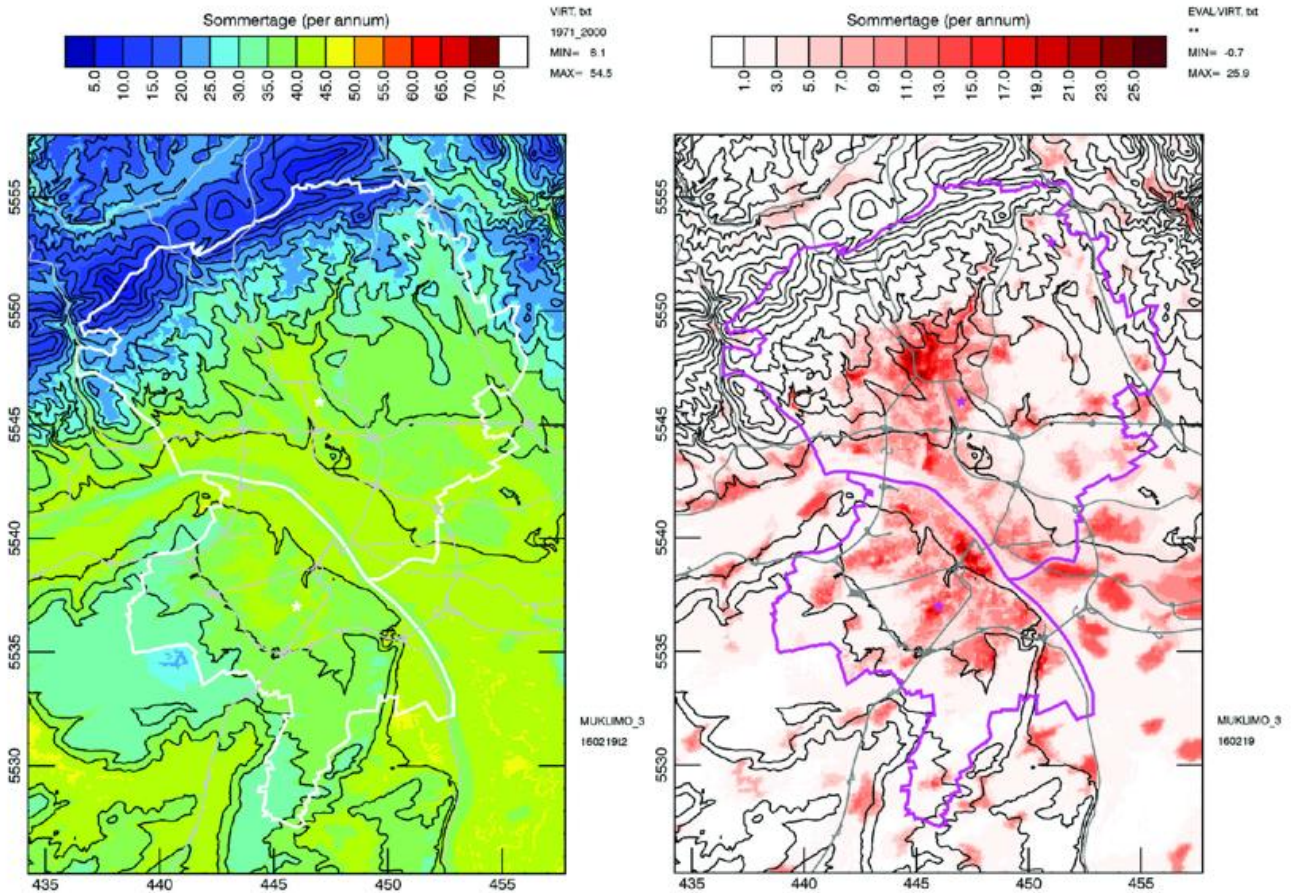 Sommertage (per annum)
5.0 10.0 15.0 20.0 25.0 30.0 35.0 40.0 45.0 50.0 55.0 60.0 65.0 70.0 75.0
VIRT, txt
1971_2000
MIN= 6.1
MAX= 54.5
5555
5550
5545
5540
5535
5530
435 440 445 450 455
MUKLIMO_3
160219t2
Sommertage (per annum)
1.0 3.0 5.0 7.0 9.0 11.0 13.0 15.0 17.0 19.0 21.0 23.0 25.0
EVAL/VIRT, txt
**
MIN= -0.7
MAX= 25.9
5555
5550
5545
5540
5535
5530
435 440 445 450 455
MUKLIMO_3
160219